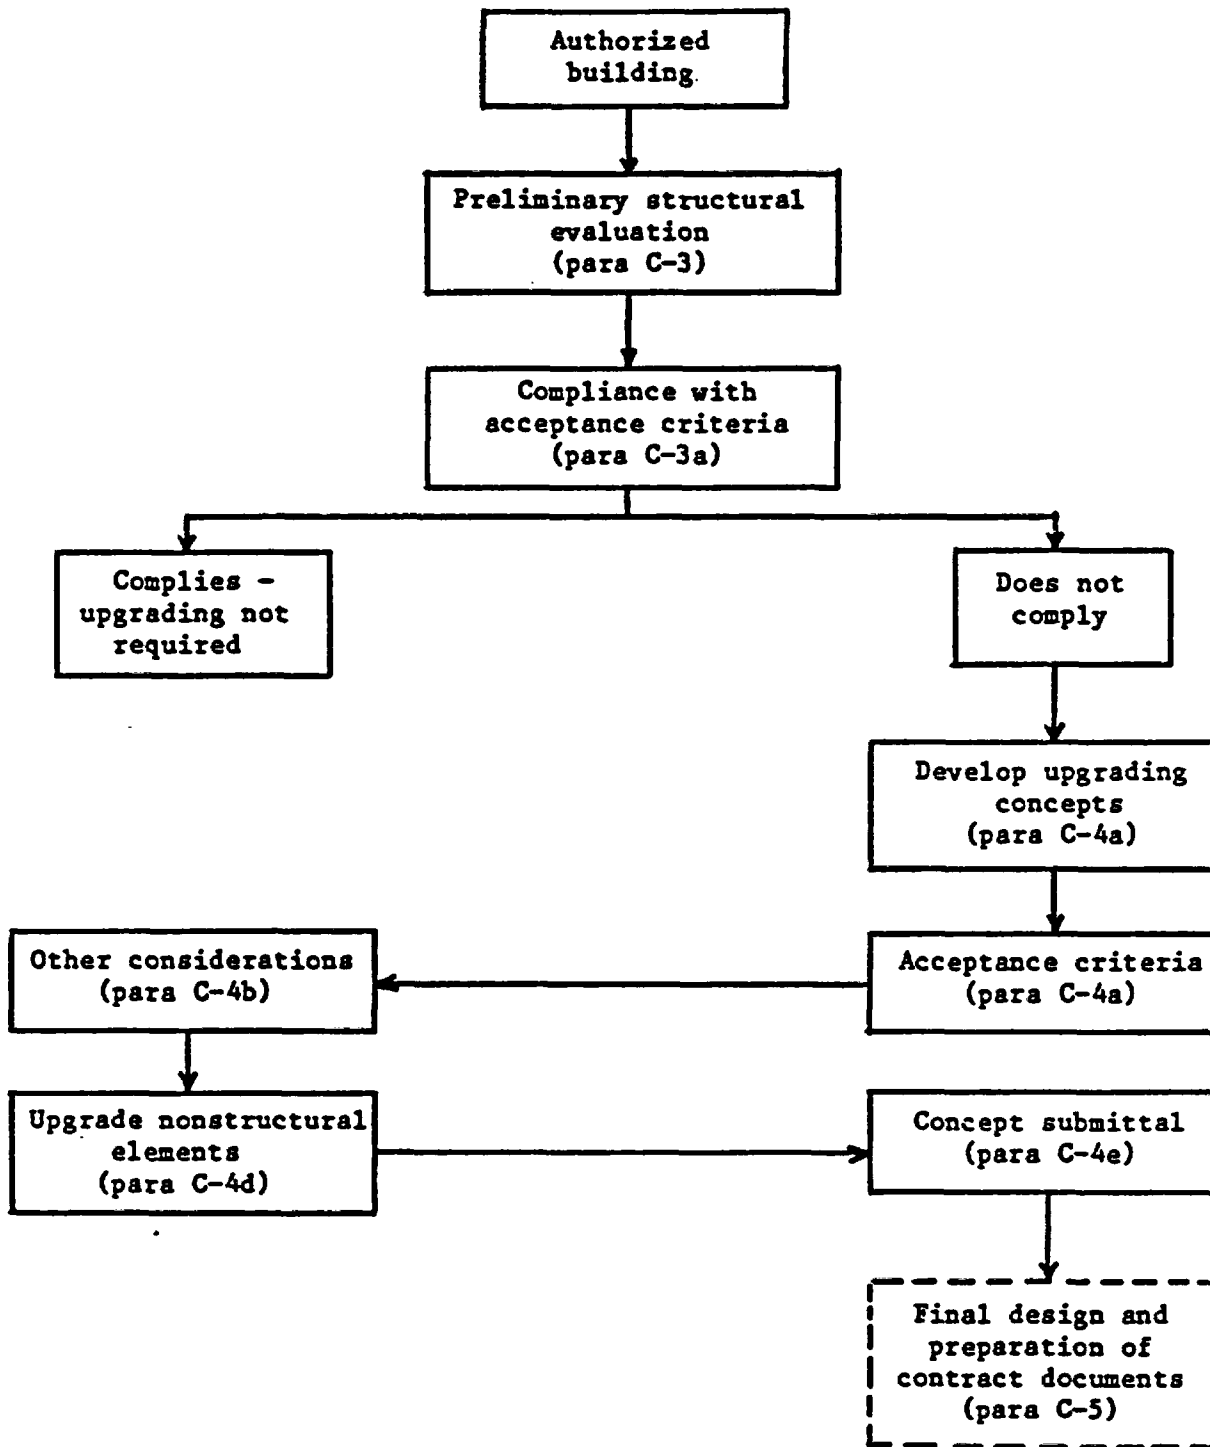 Authorized
building
Preliminary structural
evaluation
(para C-3)
Compliance with
acceptance criteria
(para C-3a)
Complies -
upgrading not
required
Does not
comply
Develop upgrading
concepts
(para C-4a)
Acceptance criteria
(para C-4a)
Other considerations
(para C-4b)
Upgrade nonstructural
elements
(para C-4d)
Concept submittal
(para C-4e)
Final design and
preparation of
contract documents
(para C-5)